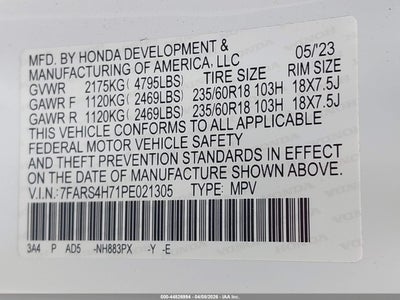 MFD. BY HONDA DEVELOPMENT & 05/'23
MANUFACTURING OF AMERICA, LLC
GVWR 2175KG( 4795LBS) TIRE SIZE RIM SIZE
GAWR F 1120KG( 2469LBS) 235/60R18 103H 18X7.5J
GAWR R 1120KG( 2469LBS) 235/60R18 103H 18X7.5J
THIS VEHICLE CONFORMS TO ALL APPLICABLE
FEDERAL MOTOR VEHICLE SAFETY
AND THEFT PREVENTION STANDARDS IN EFFECT
ON THE DATE OF MANUFACTURE SHOWN ABOVE.
V.I.N:7FARS4H71PE021305 TYPE: MPV
3A4 P AD5 -NH883PX -Y -E